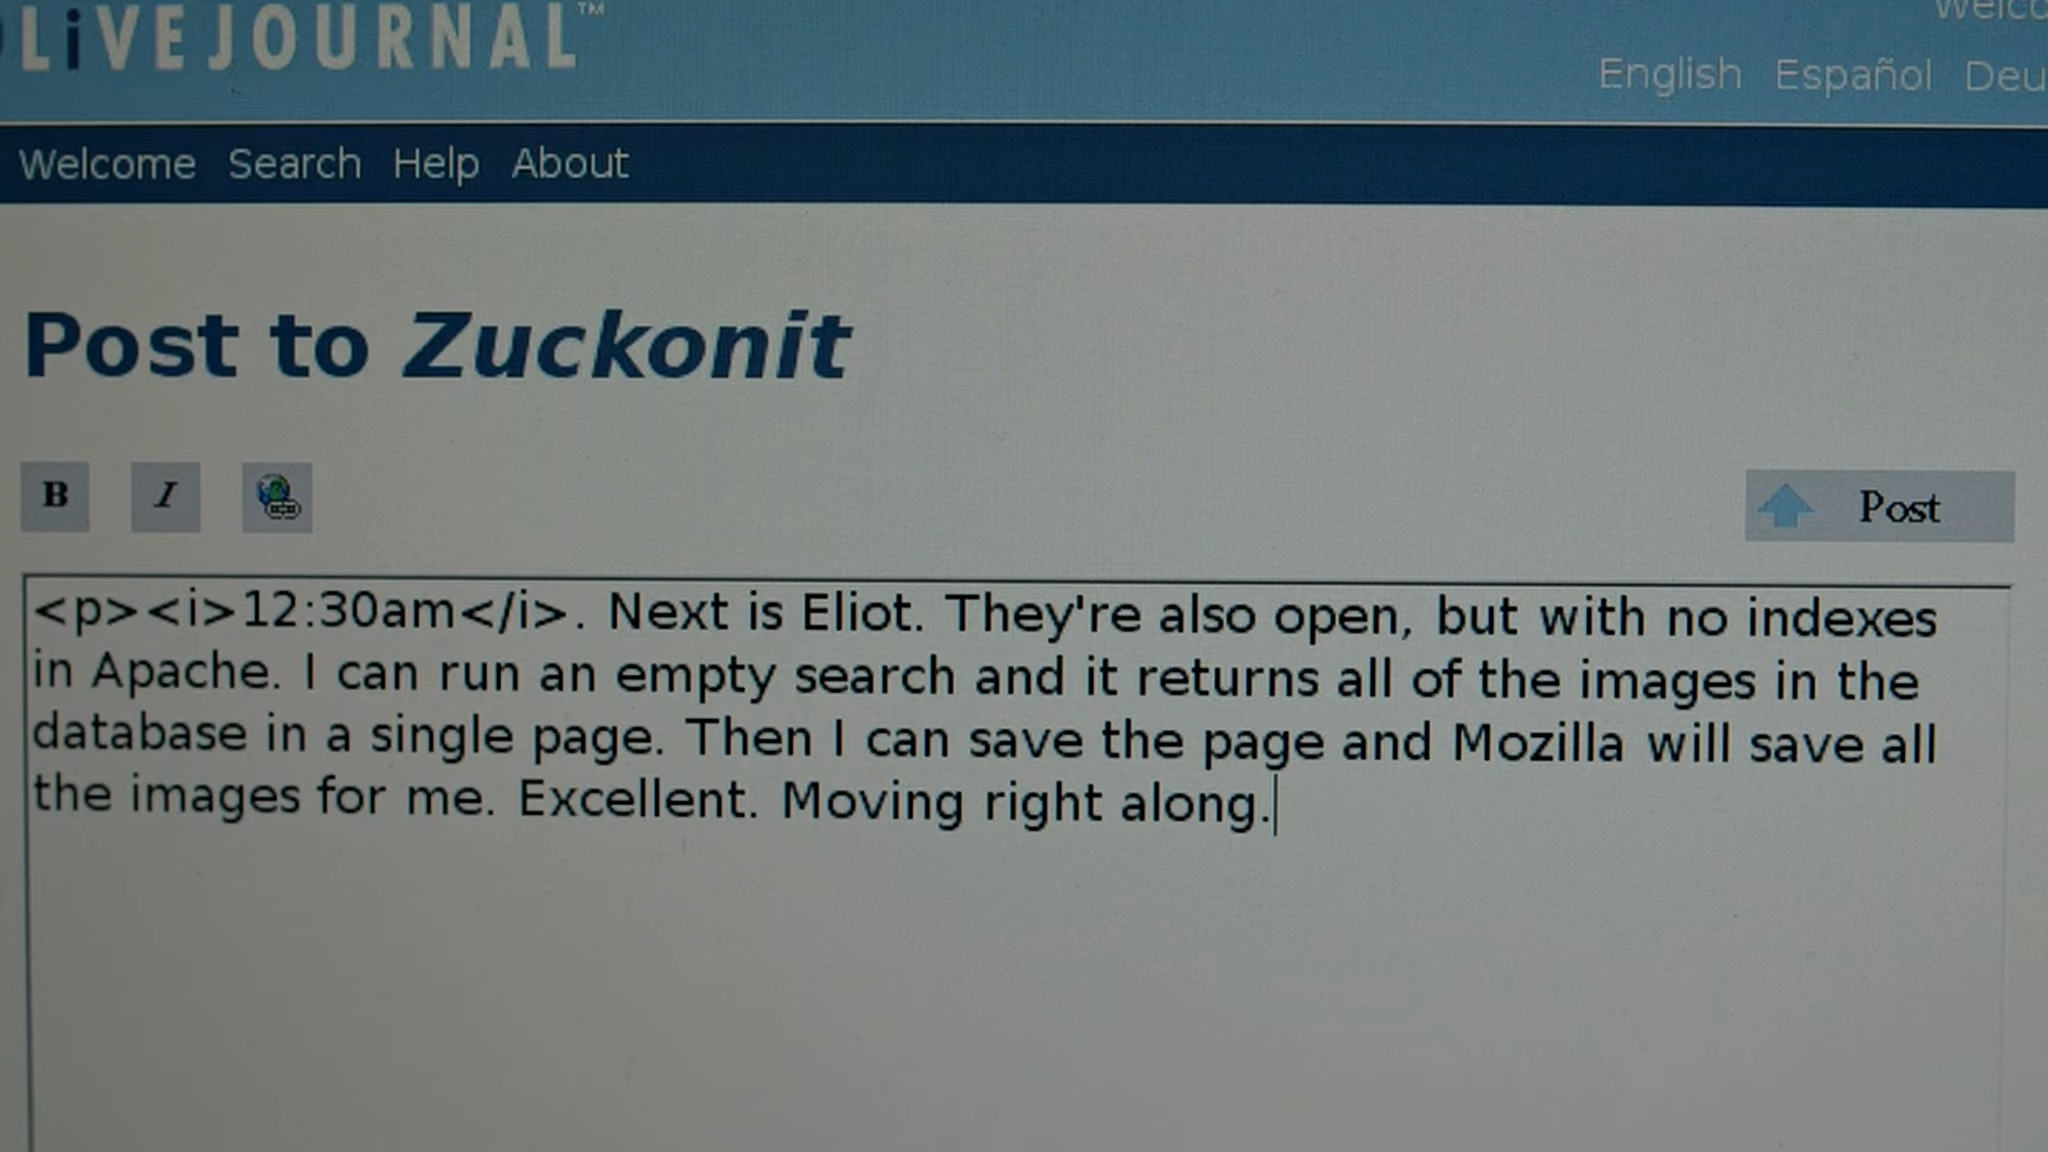 LiVEJOURNAL™
English Español
Welcome Search Help About
Post to Zuckonit
B I
Post
<p><i>12:30am</i>. Next is Eliot. They're also open, but with no indexes
in Apache. I can run an empty search and it returns all of the images in the
database in a single page. Then I can save the page and Mozilla will save all
the images for me. Excellent. Moving right along.